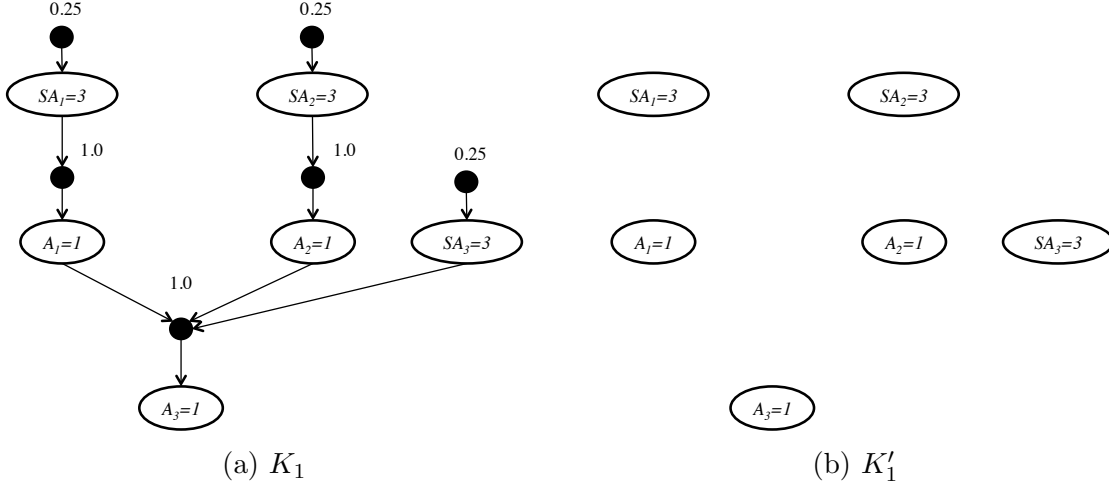 0.25 0.25
SA₁=3 SA₂=3 SA₁=3 SA₂=3
1.0 1.0 0.25
A₁=1 A₂=1 SA₃=3 A₁=1 A₂=1 SA₃=3
1.0
A₃=1 A₃=1
(a) K₁ (b) K′₁